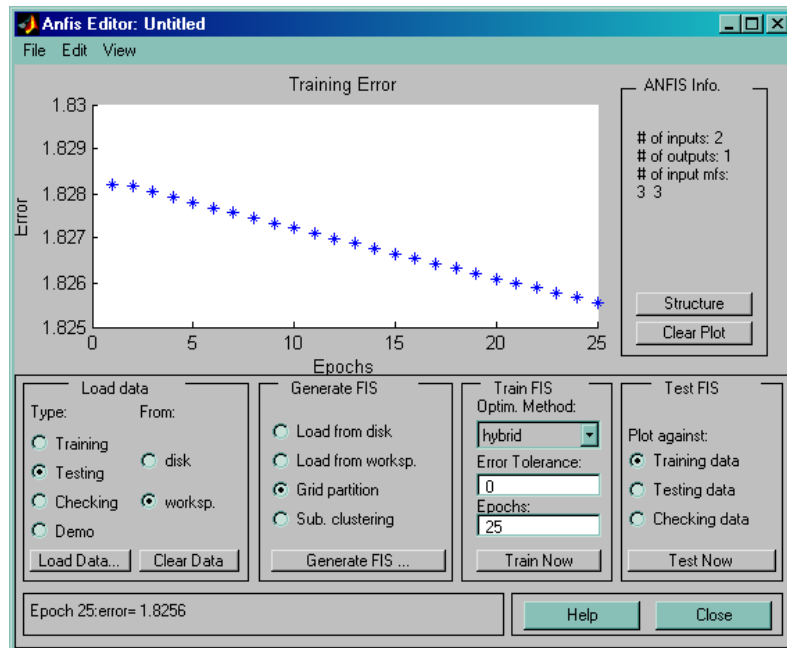 Anfis Editor: Untitled
File Edit View
Training Error
1.83
1.829
1.828
1.827
1.826
1.825
Error
0 5 10 15 20 25
Epochs
ANFIS Info.
# of inputs: 2
# of outputs: 1
# of input mfs:
3 3
Structure
Clear Plot
Load data
Type: From:
Training
disk
Testing
Checking
worksp.
Demo
Load Data... Clear Data
Generate FIS
Load from disk
Load from worksp.
Grid partition
Sub. clustering
Generate FIS ...
Train FIS
Optim. Method:
hybrid
Error Tolerance:
0
Epochs:
25
Train Now
Test FIS
Plot against:
Training data
Testing data
Checking data
Test Now
Epoch 25:error= 1.8256
Help Close